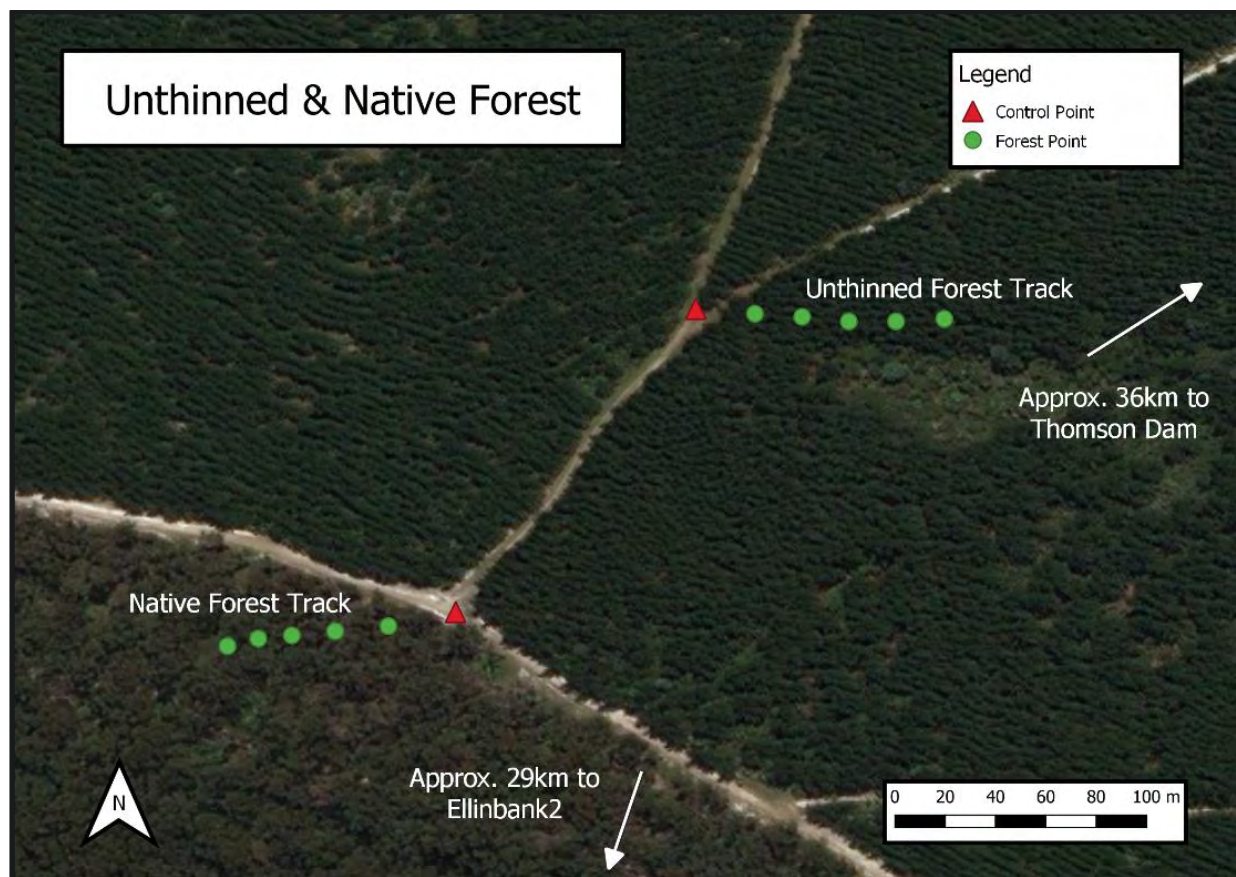 Unthinned & Native Forest
Legend
Control Point
Forest Point
Unthinned Forest Track
Approx. 36km to
Thomson Dam
Native Forest Track
Approx. 29km to
Ellinbank2
N
0 20 40 60 80 100 m